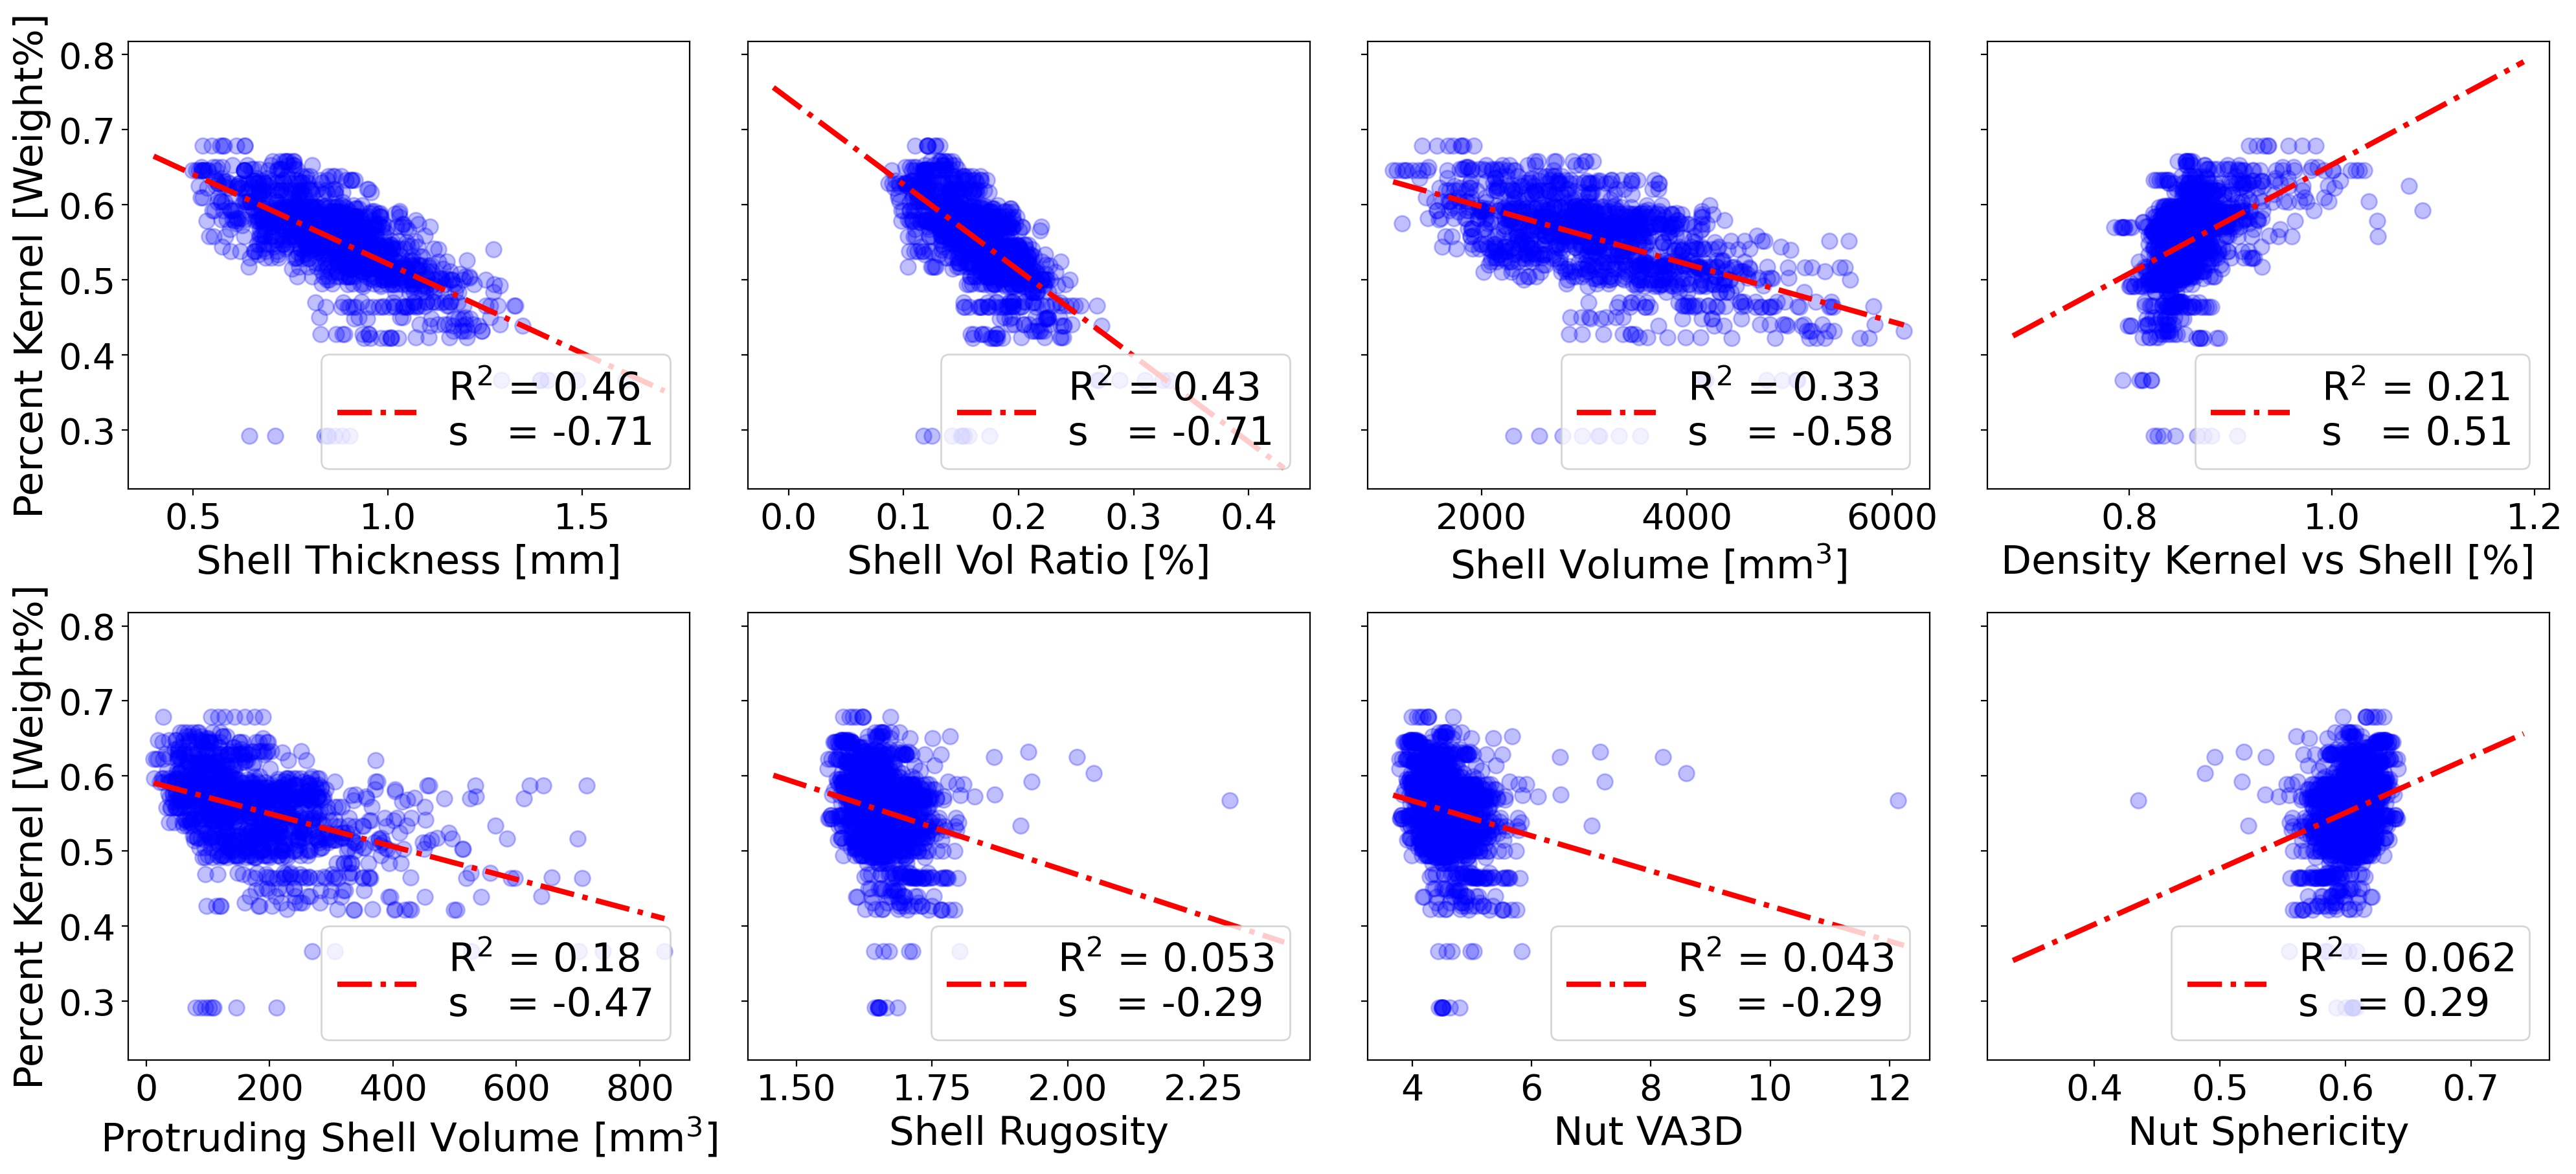 Percent Kernel [Weight%]
0.8
0.7
0.6
0.5
0.4
0.3
R² = 0.46
s = -0.71
0.5 1.0 1.5
Shell Thickness [mm]
R² = 0.43
s = -0.71
0.0 0.1 0.2 0.3 0.4
Shell Vol Ratio [%]
R² = 0.33
s = -0.58
2000 4000 6000
Shell Volume [mm³]
R² = 0.21
s = 0.51
0.8 1.0 1.2
Density Kernel vs Shell [%]
Percent Kernel [Weight%]
0.8
0.7
0.6
0.5
0.4
0.3
R² = 0.18
s = -0.47
0 200 400 600 800
Protruding Shell Volume [mm³]
R² = 0.053
s = -0.29
1.50 1.75 2.00 2.25
Shell Rugosity
R² = 0.043
s = -0.29
4 6 8 10 12
Nut VA3D
R² = 0.062
s = 0.29
0.4 0.5 0.6 0.7
Nut Sphericity